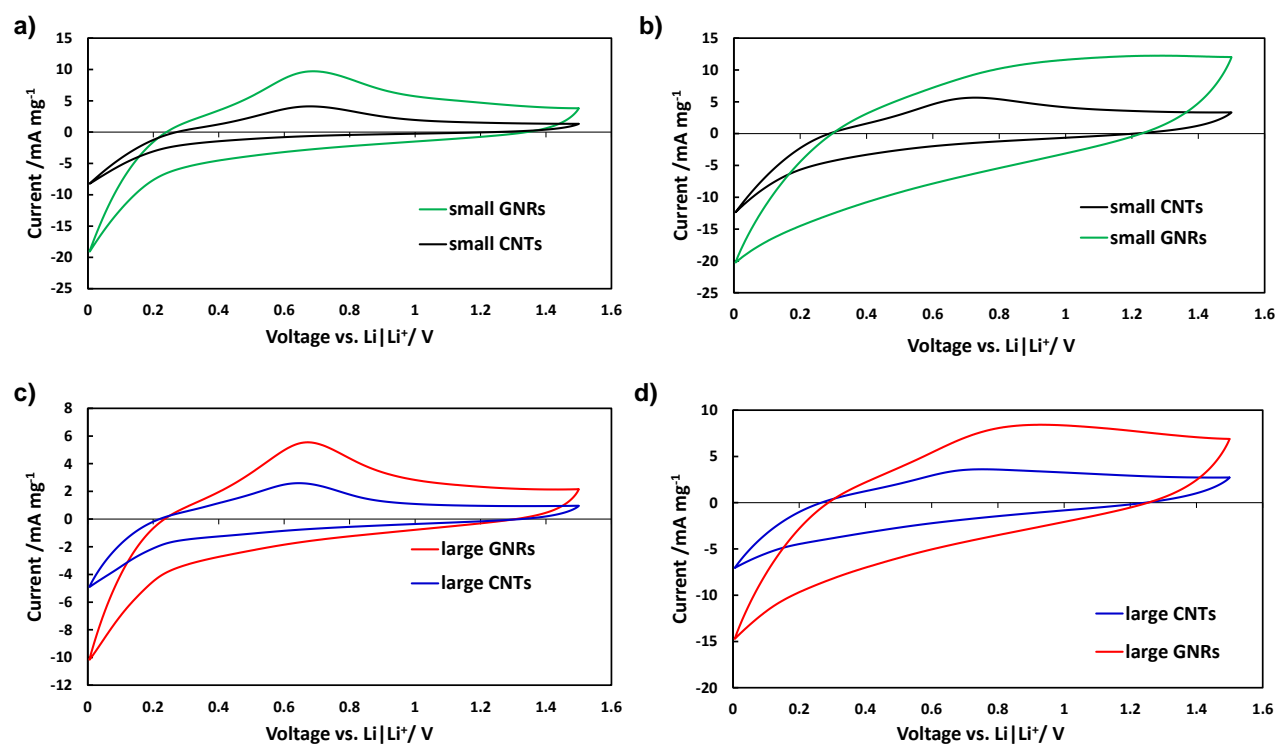 a)
15
10
5
0
-5
-10
-15
-20
-25
Current /mA mg⁻¹
0 0.2 0.4 0.6 0.8 1 1.2 1.4 1.6
Voltage vs. Li|Li⁺/ V
small GNRs
small CNTs
b)
15
10
5
0
-5
-10
-15
-20
-25
Current /mA mg⁻¹
0 0.2 0.4 0.6 0.8 1 1.2 1.4 1.6
Voltage vs. Li|Li⁺/ V
small CNTs
small GNRs
c)
8
6
4
2
0
-2
-4
-6
-8
-10
-12
Current /mA mg⁻¹
0 0.2 0.4 0.6 0.8 1 1.2 1.4 1.6
Voltage vs. Li|Li⁺/ V
large GNRs
large CNTs
d)
10
5
0
-5
-10
-15
-20
Current /mA mg⁻¹
0 0.2 0.4 0.6 0.8 1 1.2 1.4 1.6
Voltage vs. Li|Li⁺/ V
large CNTs
large GNRs